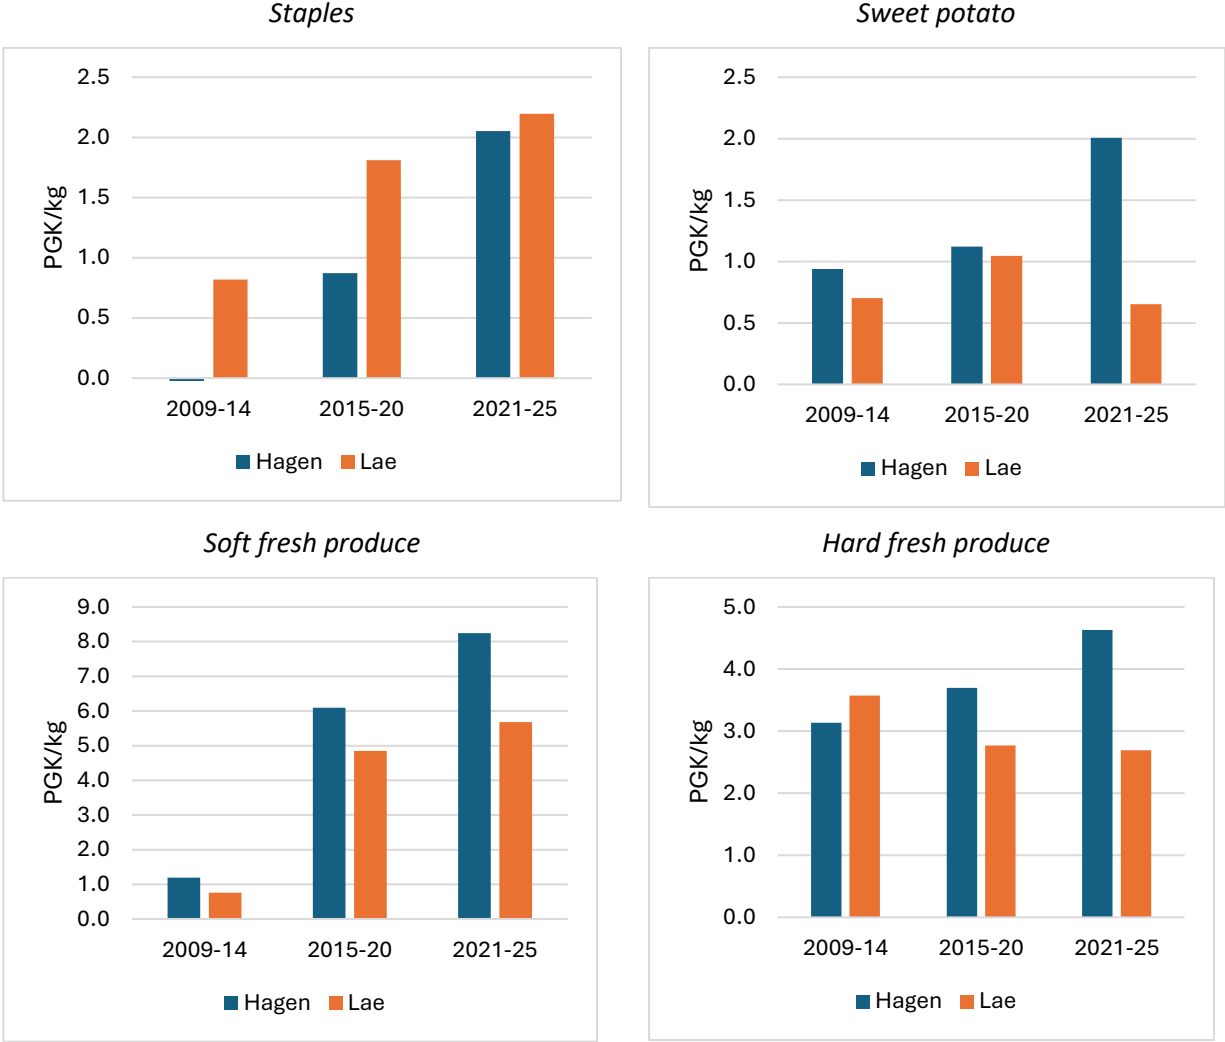 Staples
2.5
2.0
1.5
1.0
0.5
0.0
PGK/kg
2009-14 2015-20 2021-25
Hagen Lae
Sweet potato
2.5
2.0
1.5
1.0
0.5
0.0
PGK/kg
2009-14 2015-20 2021-25
Hagen Lae
Soft fresh produce
9.0
8.0
7.0
6.0
5.0
4.0
3.0
2.0
1.0
0.0
PGK/kg
2009-14 2015-20 2021-25
Hagen Lae
Hard fresh produce
5.0
4.0
3.0
2.0
1.0
0.0
PGK/kg
2009-14 2015-20 2021-25
Hagen Lae